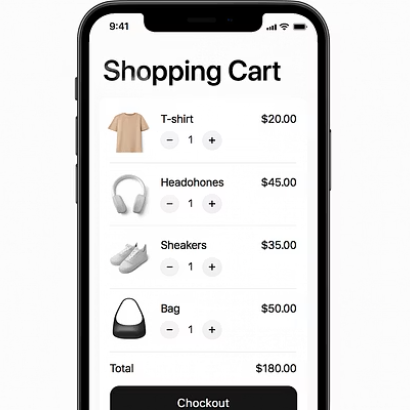 9:41
Shopping Cart
T-shirt $20.00
− 1 +
Headohones $45.00
− 1 +
Sheakers $35.00
− 1 +
Bag $50.00
− 1 +
Total $180.00
Chockout